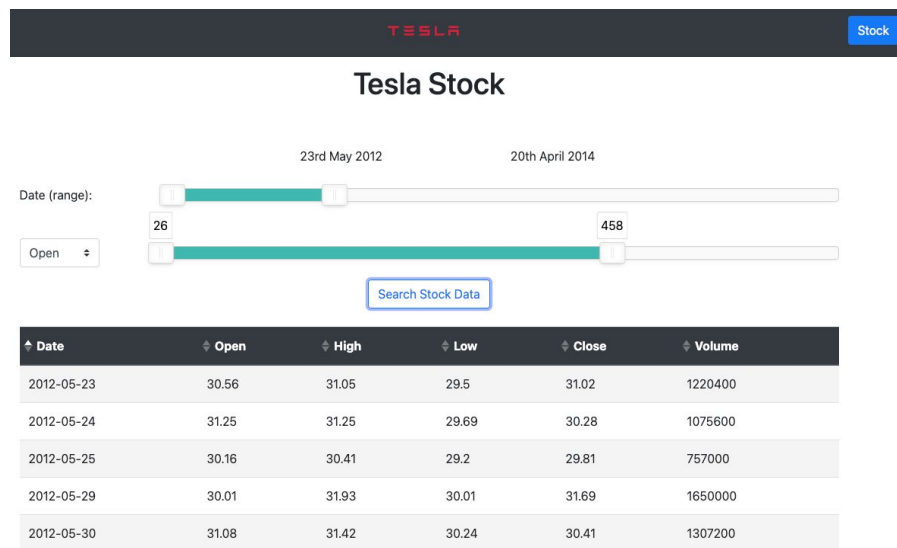 TESLA
Stock
Tesla Stock
23rd May 2012 20th April 2014
Date (range):
26 458
Open
Search Stock Data
Date Open High Low Close Volume
2012-05-23 30.56 31.05 29.5 31.02 1220400
2012-05-24 31.25 31.25 29.69 30.28 1075600
2012-05-25 30.16 30.41 29.2 29.81 757000
2012-05-29 30.01 31.93 30.01 31.69 1650000
2012-05-30 31.08 31.42 30.24 30.41 1307200